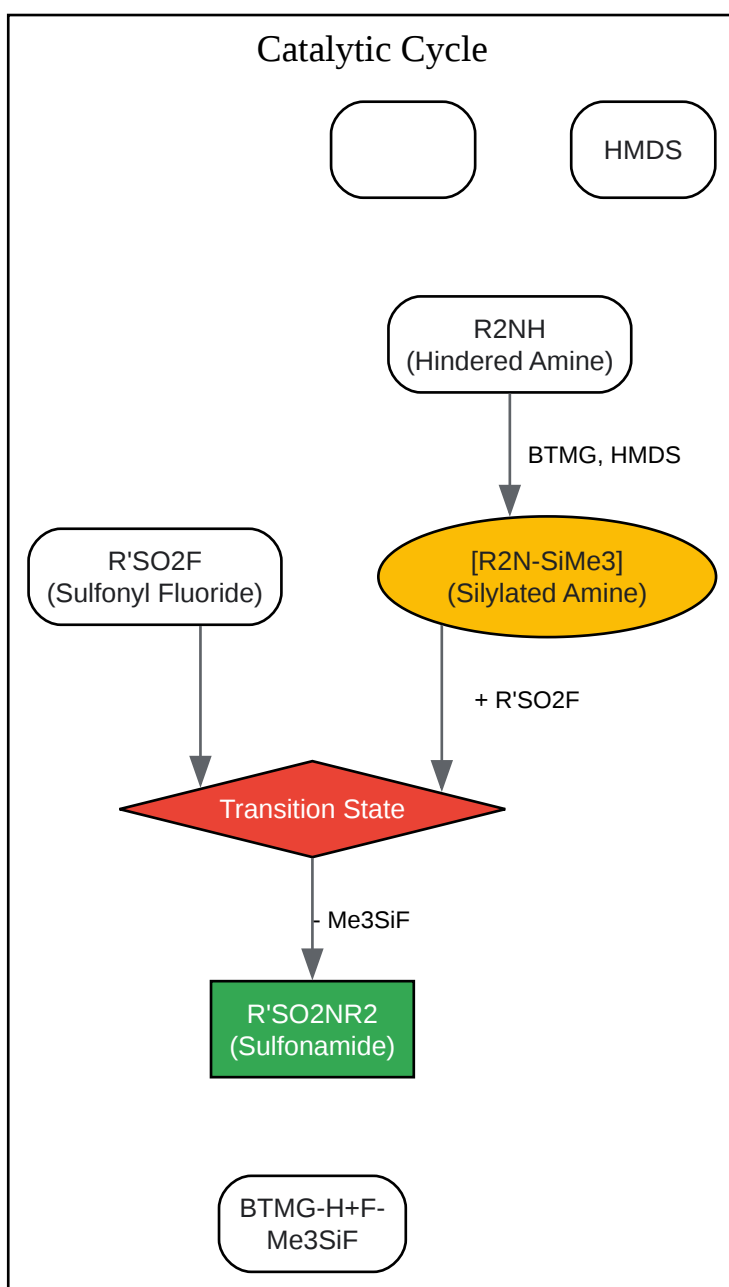 Catalytic Cycle
HMDS
R2NH
(Hindered Amine)
BTMG, HMDS
R'SO2F
(Sulfonyl Fluoride)
[R2N-SiMe3]
(Silylated Amine)
+ R'SO2F
Transition State
- Me3SiF
R'SO2NR2
(Sulfonamide)
BTMG-H+F-
Me3SiF